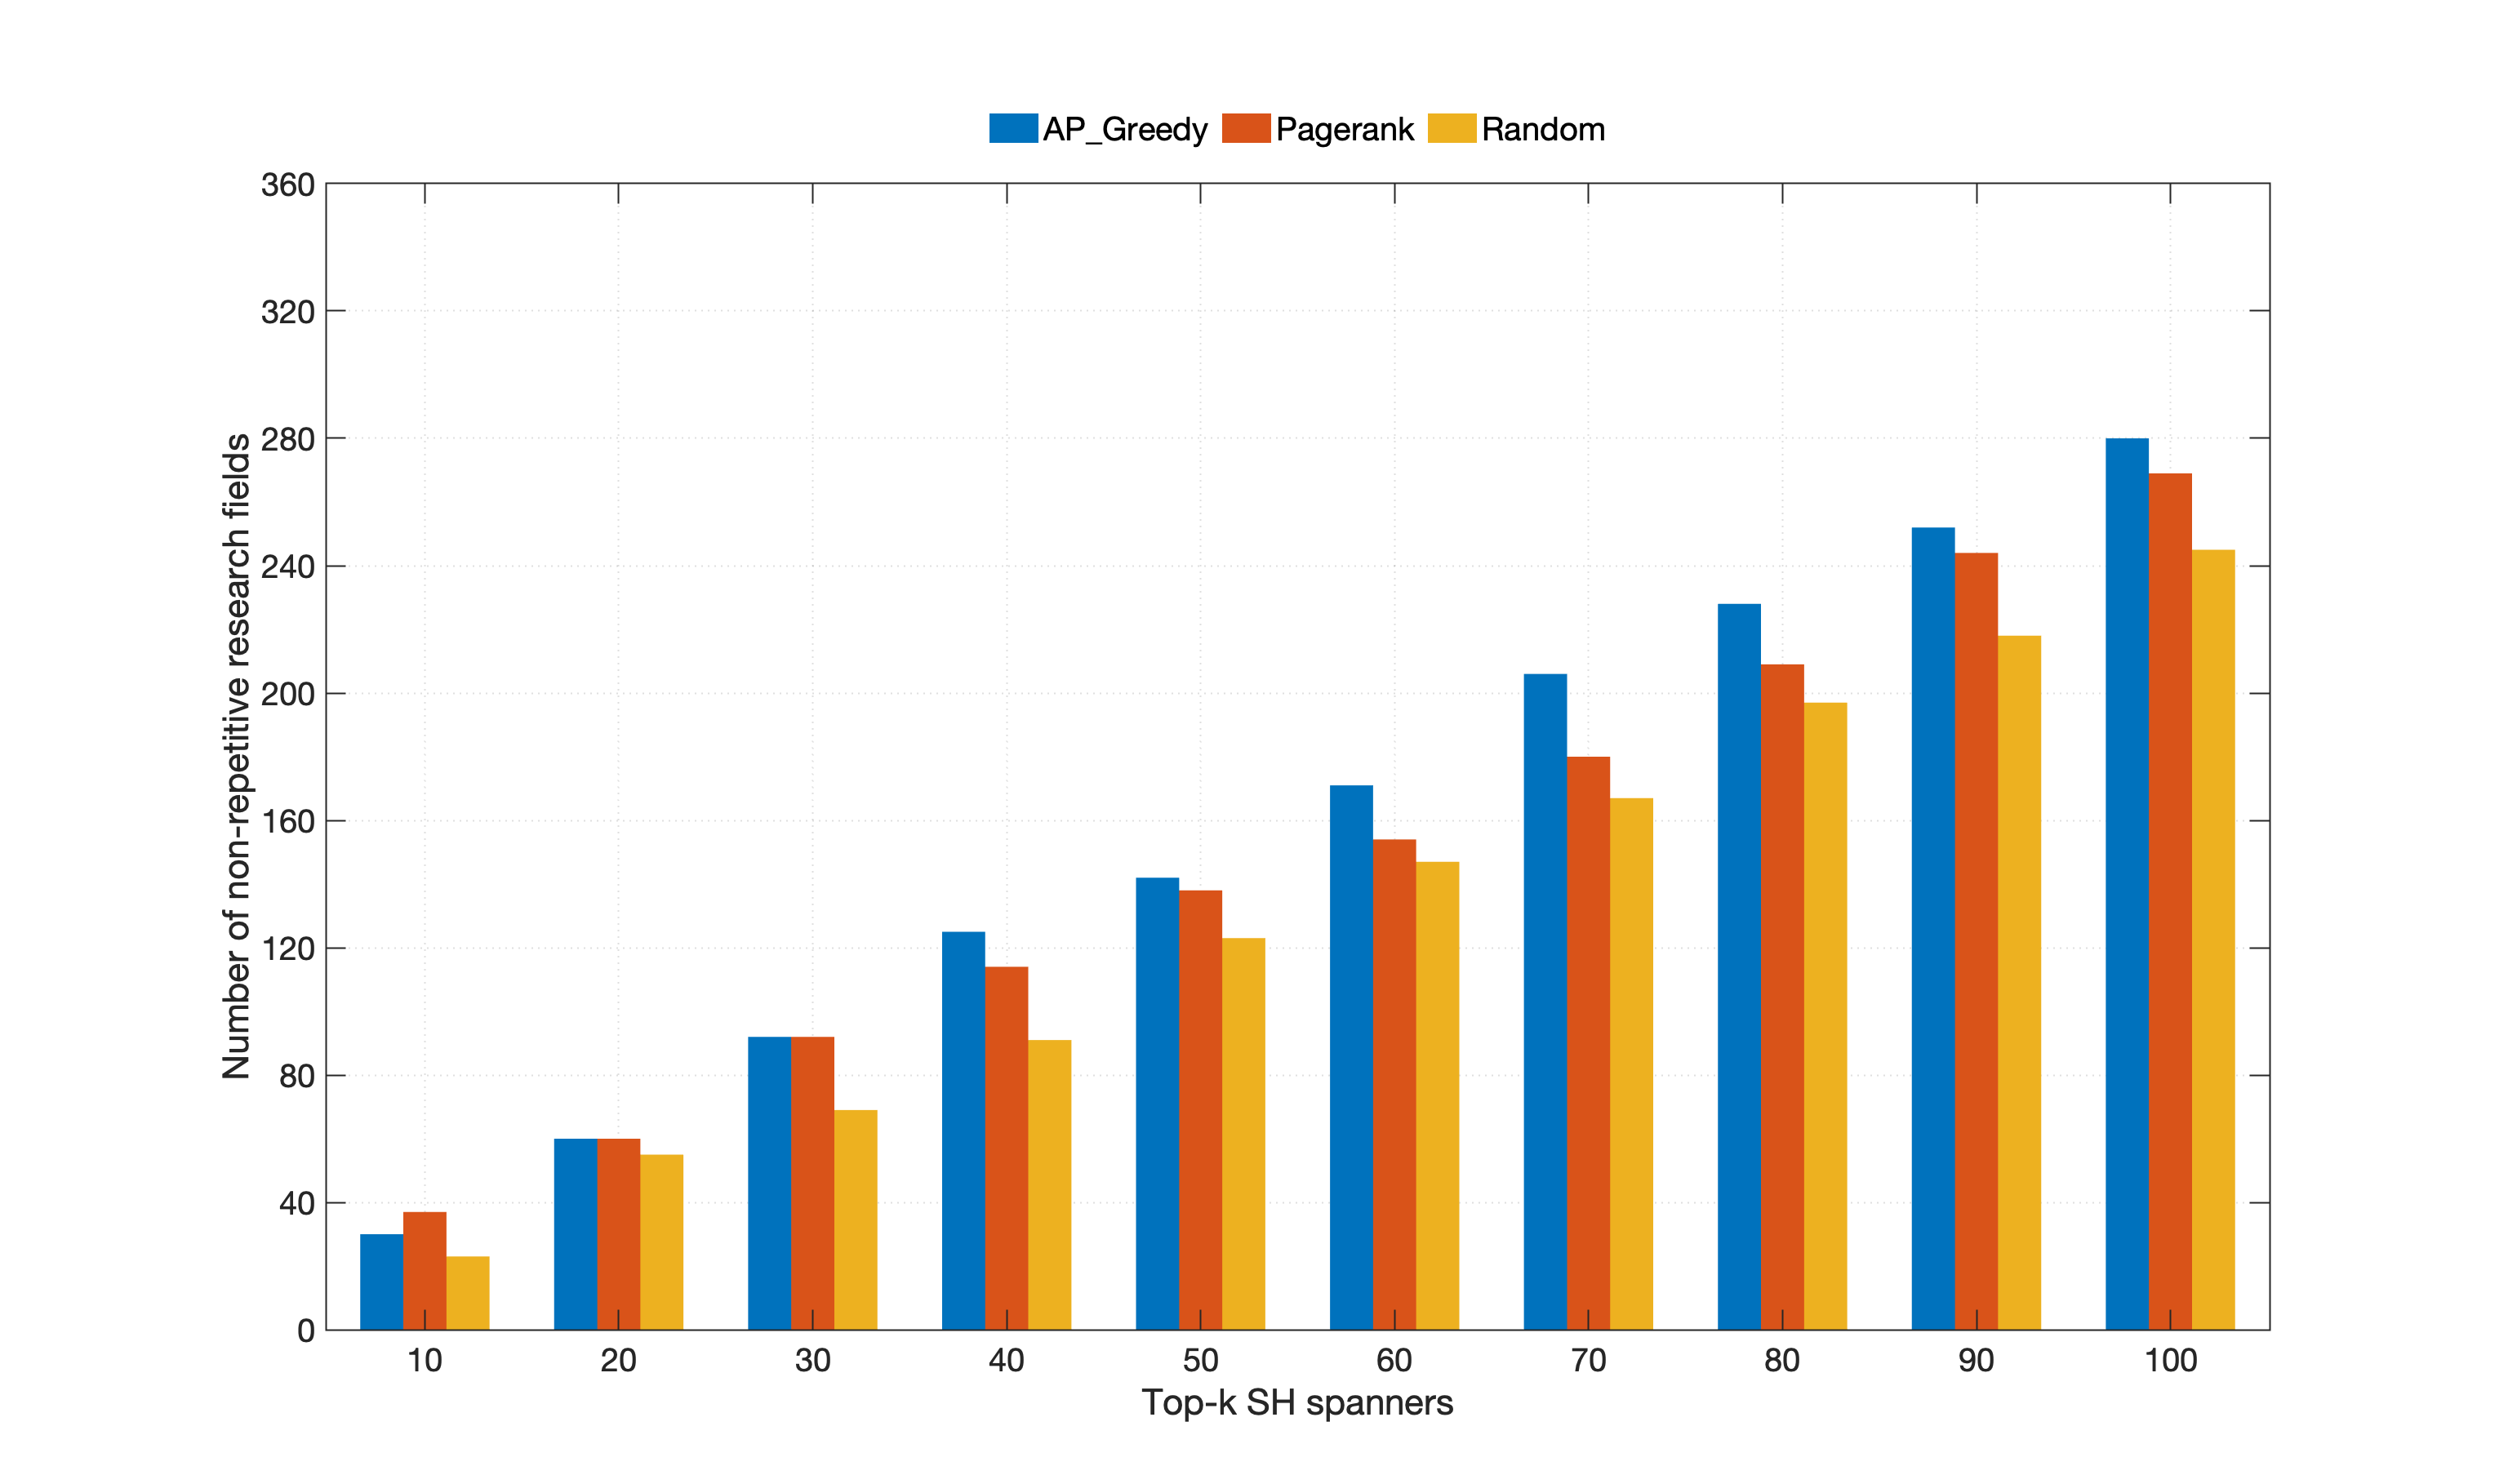 AP_Greedy Pagerank Random
Number of non-repetitive research fields
360
320
280
240
200
160
120
80
40
0
10 20 30 40 50 60 70 80 90 100
Top-k SH spanners